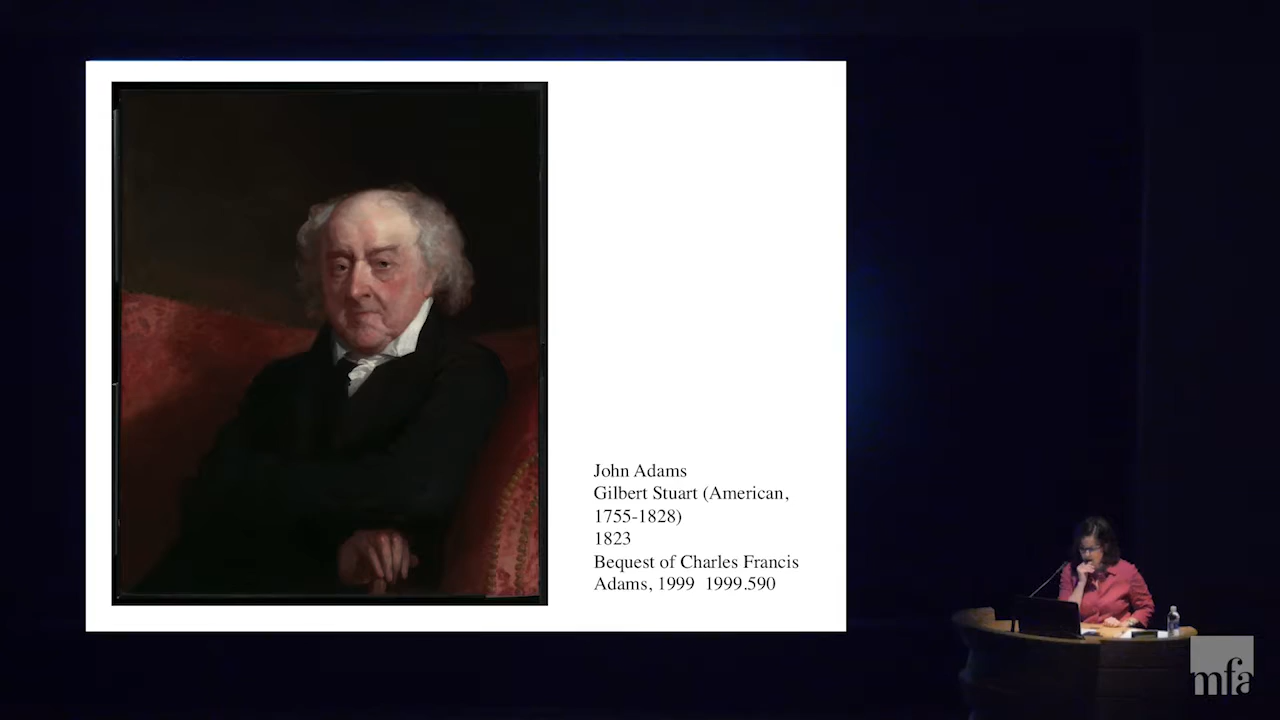 John Adams
Gilbert Stuart (American,
1755-1828)
1823
Bequest of Charles Francis
Adams, 1999  1999.590
mfa